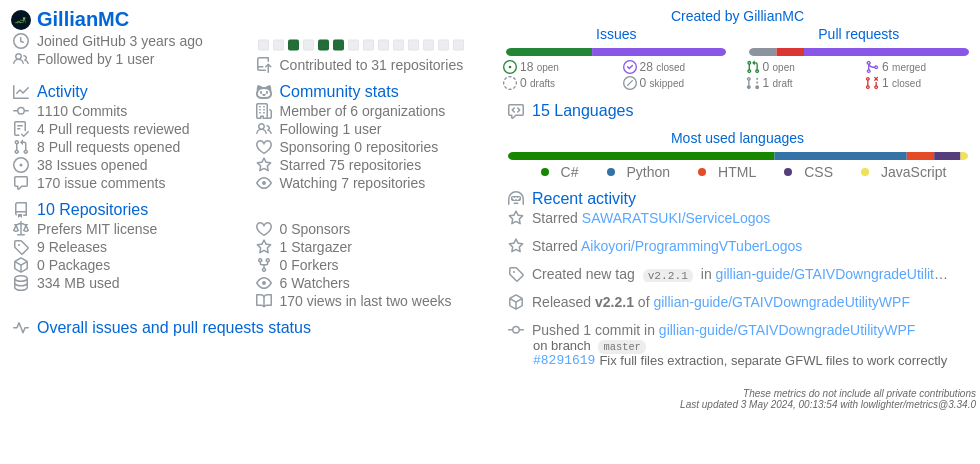 GillianMC
Joined GitHub 3 years ago
Followed by 1 user
Contributed to 31 repositories
Activity
1110 Commits
4 Pull requests reviewed
8 Pull requests opened
38 Issues opened
170 issue comments
Community stats
Member of 6 organizations
Following 1 user
Sponsoring 0 repositories
Starred 75 repositories
Watching 7 repositories
10 Repositories
Prefers MIT license
9 Releases
0 Packages
334 MB used
0 Sponsors
1 Stargazer
0 Forkers
6 Watchers
170 views in last two weeks
Overall issues and pull requests status
Created by GillianMC
Issues
18 open
28 closed
0 drafts
0 skipped
Pull requests
0 open
6 merged
1 draft
1 closed
15 Languages
Most used languages
C# Python HTML CSS JavaScript
Recent activity
Starred SAWARATSUKI/ServiceLogos
Starred Aikoyori/ProgrammingVTuberLogos
Created new tag v2.2.1 in gillian-guide/GTAIVDowngradeUtilit…
Released v2.2.1 of gillian-guide/GTAIVDowngradeUtilityWPF
Pushed 1 commit in gillian-guide/GTAIVDowngradeUtilityWPF
on branch master
#8291619 Fix full files extraction, separate GFWL files to work correctly
These metrics do not include all private contributions
Last updated 3 May 2024, 00:13:54 with lowlighter/metrics@3.34.0